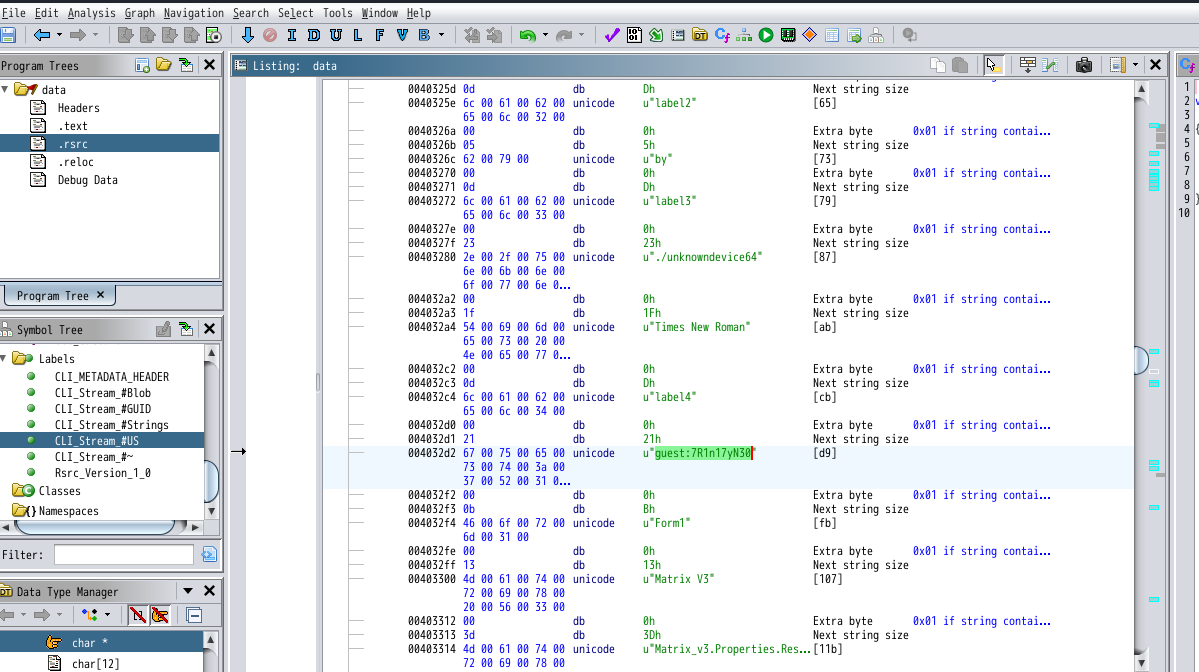 File Edit Analysis Graph Navigation Search Select Tools Window Help
I D U L F V B
Program Trees
data
Headers
.text
.rsrc
.reloc
Debug Data
Program Tree
Symbol Tree
Labels
CLI_METADATA_HEADER
CLI_Stream_#Blob
CLI_Stream_#GUID
CLI_Stream_#Strings
CLI_Stream_#US
CLI_Stream_#~
Rsrc_Version_1_0
Classes
Namespaces
Filter:
Data Type Manager
char *
char[12]
Listing: data
0040325d 0d db Dh Next string size
0040325e 6c 00 61 00 62 00 unicode u"label2" [65]
65 00 6c 00 32 00
0040326a 00 db 0h Extra byte 0x01 if string contai...
0040326b 05 db 5h Next string size
0040326c 62 00 79 00 unicode u"by" [73]
00403270 00 db 0h Extra byte 0x01 if string contai...
00403271 0d db Dh Next string size
00403272 6c 00 61 00 62 00 unicode u"label3" [79]
65 00 6c 00 33 00
0040327e 00 db 0h Extra byte 0x01 if string contai...
0040327f 23 db 23h Next string size
00403280 2e 00 2f 00 75 00 unicode u"./unknowndevice64" [87]
6e 00 6b 00 6e 00
6f 00 77 00 6e 0...
004032a2 00 db 0h Extra byte 0x01 if string contai...
004032a3 1f db 1Fh Next string size
004032a4 54 00 69 00 6d 00 unicode u"Times New Roman" [ab]
65 00 73 00 20 00
4e 00 65 00 77 0...
004032c2 00 db 0h Extra byte 0x01 if string contai...
004032c3 0d db Dh Next string size
004032c4 6c 00 61 00 62 00 unicode u"label4" [cb]
65 00 6c 00 34 00
004032d0 00 db 0h Extra byte 0x01 if string contai...
004032d1 21 db 21h Next string size
004032d2 67 00 75 00 65 00 unicode u"guest:7R1n17yN30" [d9]
73 00 74 00 3a 00
37 00 52 00 31 0...
004032f2 00 db 0h Extra byte 0x01 if string contai...
004032f3 0b db Bh Next string size
004032f4 46 00 6f 00 72 00 unicode u"Form1" [fb]
6d 00 31 00
004032fe 00 db 0h Extra byte 0x01 if string contai...
004032ff 13 db 13h Next string size
00403300 4d 00 61 00 74 00 unicode u"Matrix V3" [107]
72 00 69 00 78 00
20 00 56 00 33 00
00403312 00 db 0h Extra byte 0x01 if string contai...
00403313 3d db 3Dh Next string size
00403314 4d 00 61 00 74 00 unicode u"Matrix_v3.Properties.Res...[11b]
72 00 69 00 78 00
1
2
3
4 {
5
6
7
8
9 }
10